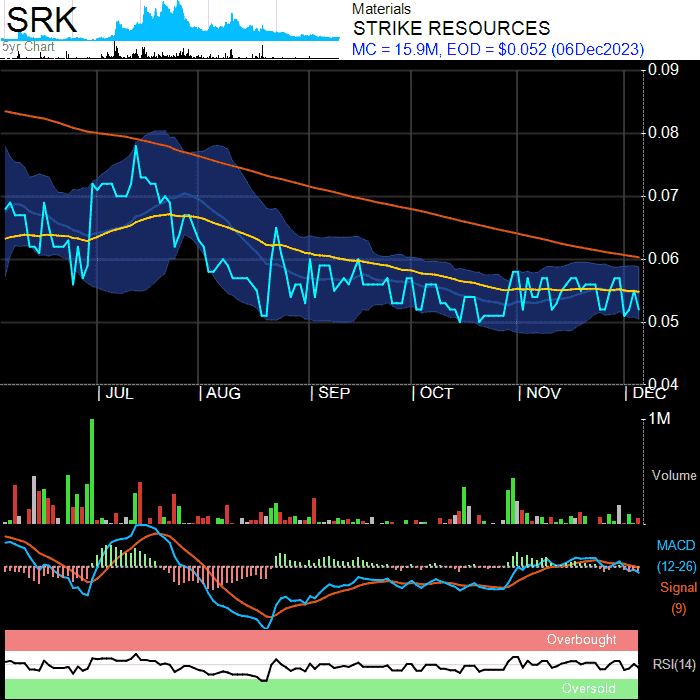 SRK
5yr Chart
Materials
STRIKE RESOURCES
MC = 15.9M, EOD = $0.052 (06Dec2023)
0.09
0.08
0.07
0.06
0.05
0.04
| JUL | AUG | SEP | OCT | NOV | DEC
1M
Volume
MACD
(12-26)
Signal
(9)
Overbought
RSI(14)
Oversold